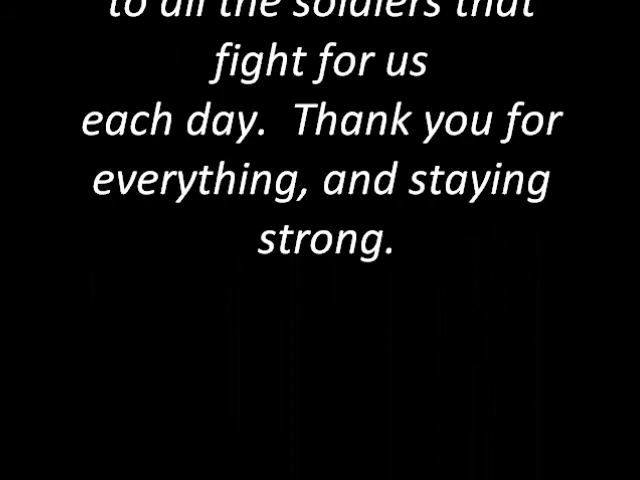 to all the soldiers that
fight for us
each day.  Thank you for
everything, and staying
strong.